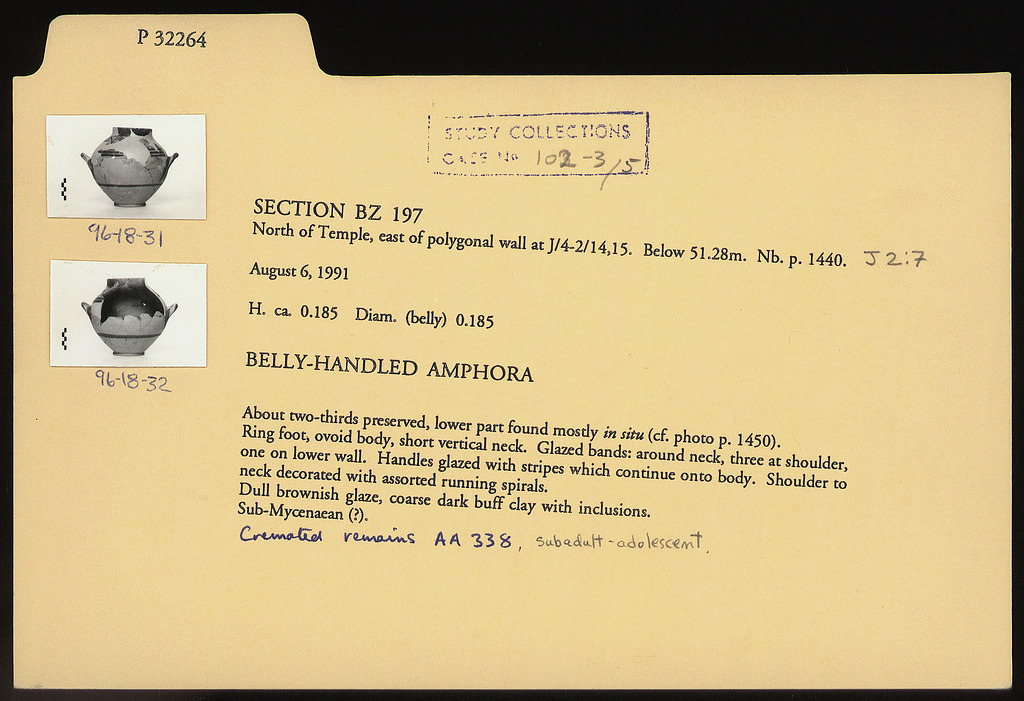 P 32264
STUDY COLLECTIONS
CASE No 102-3/5
96-18-31
96-18-32
SECTION BZ 197
North of Temple, east of polygonal wall at J/4-2/14,15. Below 51.28m. Nb. p. 1440. J 2:7
August 6, 1991
H. ca. 0.185 Diam. (belly) 0.185
BELLY-HANDLED AMPHORA
About two-thirds preserved, lower part found mostly in situ (cf. photo p. 1450).
Ring foot, ovoid body, short vertical neck. Glazed bands: around neck, three at shoulder,
one on lower wall. Handles glazed with stripes which continue onto body. Shoulder to
neck decorated with assorted running spirals.
Dull brownish glaze, coarse dark buff clay with inclusions.
Sub-Mycenaean (?).
Cremated remains AA 338, subadult-adolescent.